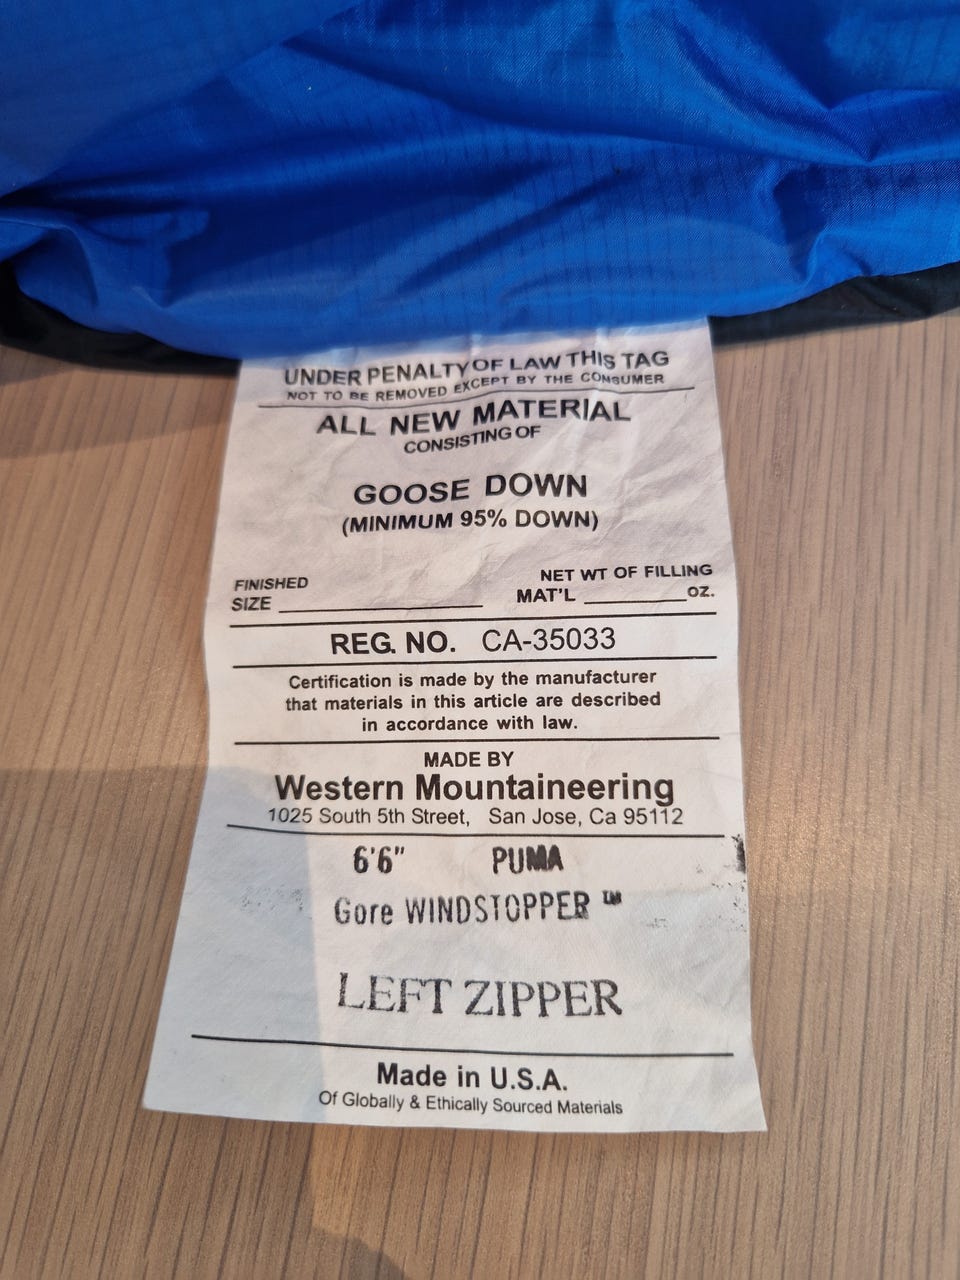 UNDER PENALTY OF LAW THIS TAG
NOT TO BE REMOVED EXCEPT BY THE CONSUMER
ALL NEW MATERIAL
CONSISTING OF
GOOSE DOWN
(MINIMUM 95% DOWN)
FINISHED
SIZE
NET WT OF FILLING
MAT'L OZ.
REG. NO. CA-35033
Certification is made by the manufacturer
that materials in this article are described
in accordance with law.
MADE BY
Western Mountaineering
1025 South 5th Street, San Jose, Ca 95112
6'6" PUMA
Gore WINDSTOPPER ™
LEFT ZIPPER
Made in U.S.A.
Of Globally & Ethically Sourced Materials